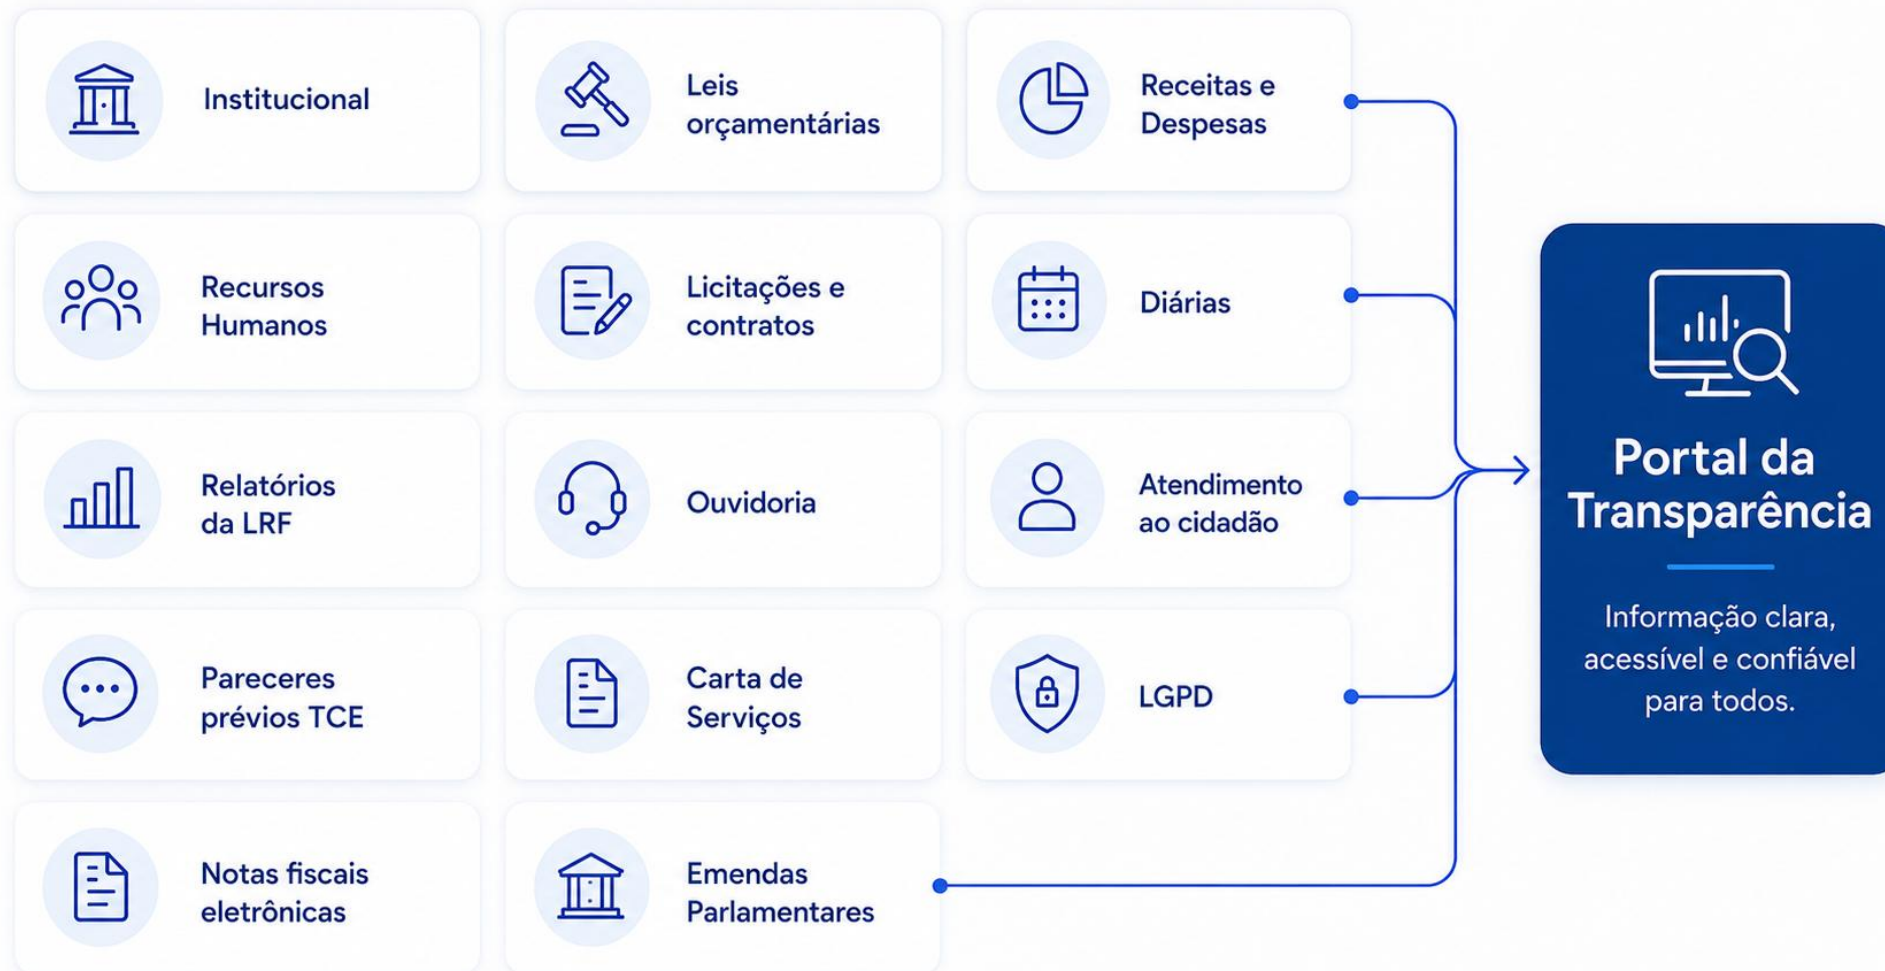 Institucional
Leis
orçamentárias
Receitas e
Despesas
Recursos
Humanos
Licitações e
contratos
Diárias
Relatórios
da LRF
Ouvidoria
Atendimento
ao cidadão
Pareceres
prévios TCE
Carta de
Serviços
LGPD
Notas fiscais
eletrônicas
Emendas
Parlamentares
Portal da
Transparência
Informação clara,
acessível e confiável
para todos.